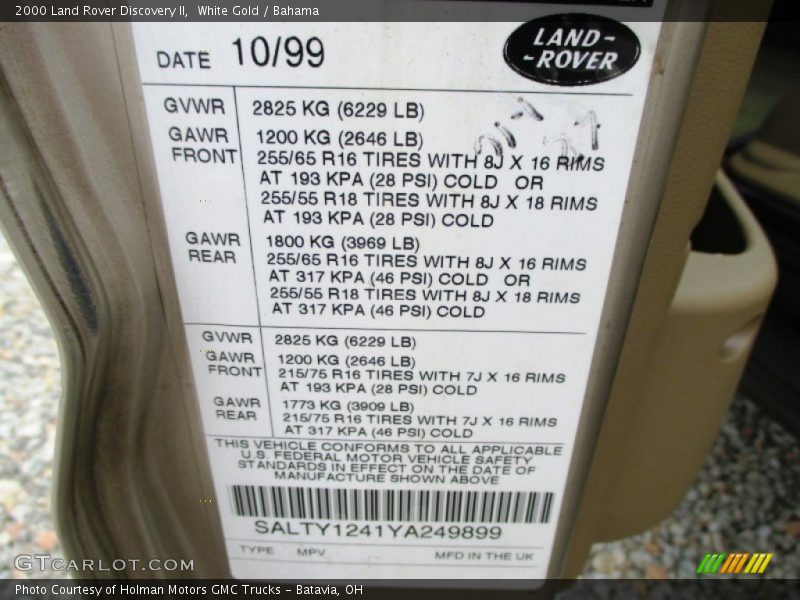 2000 Land Rover Discovery II, White Gold / Bahama
DATE 10/99
LAND-
-ROVER
GVWR 2825 KG (6229 LB)
GAWR 1200 KG (2646 LB)
FRONT 255/65 R16 TIRES WITH 8J X 16 RIMS
AT 193 KPA (28 PSI) COLD OR
255/55 R18 TIRES WITH 8J X 18 RIMS
AT 193 KPA (28 PSI) COLD
GAWR 1800 KG (3969 LB)
REAR 255/65 R16 TIRES WITH 8J X 16 RIMS
AT 317 KPA (46 PSI) COLD OR
255/55 R18 TIRES WITH 8J X 18 RIMS
AT 317 KPA (46 PSI) COLD
GVWR 2825 KG (6229 LB)
GAWR 1200 KG (2646 LB)
FRONT 215/75 R16 TIRES WITH 7J X 16 RIMS
AT 193 KPA (28 PSI) COLD
GAWR 1773 KG (3909 LB)
REAR 215/75 R16 TIRES WITH 7J X 16 RIMS
AT 317 KPA (46 PSI) COLD
THIS VEHICLE CONFORMS TO ALL APPLICABLE
U.S. FEDERAL MOTOR VEHICLE SAFETY
STANDARDS IN EFFECT ON THE DATE OF
MANUFACTURE SHOWN ABOVE
SALTY1241YA249899
TYPE MPV MFD IN THE UK
GTCARLOT.COM
Photo Courtesy of Holman Motors GMC Trucks - Batavia, OH